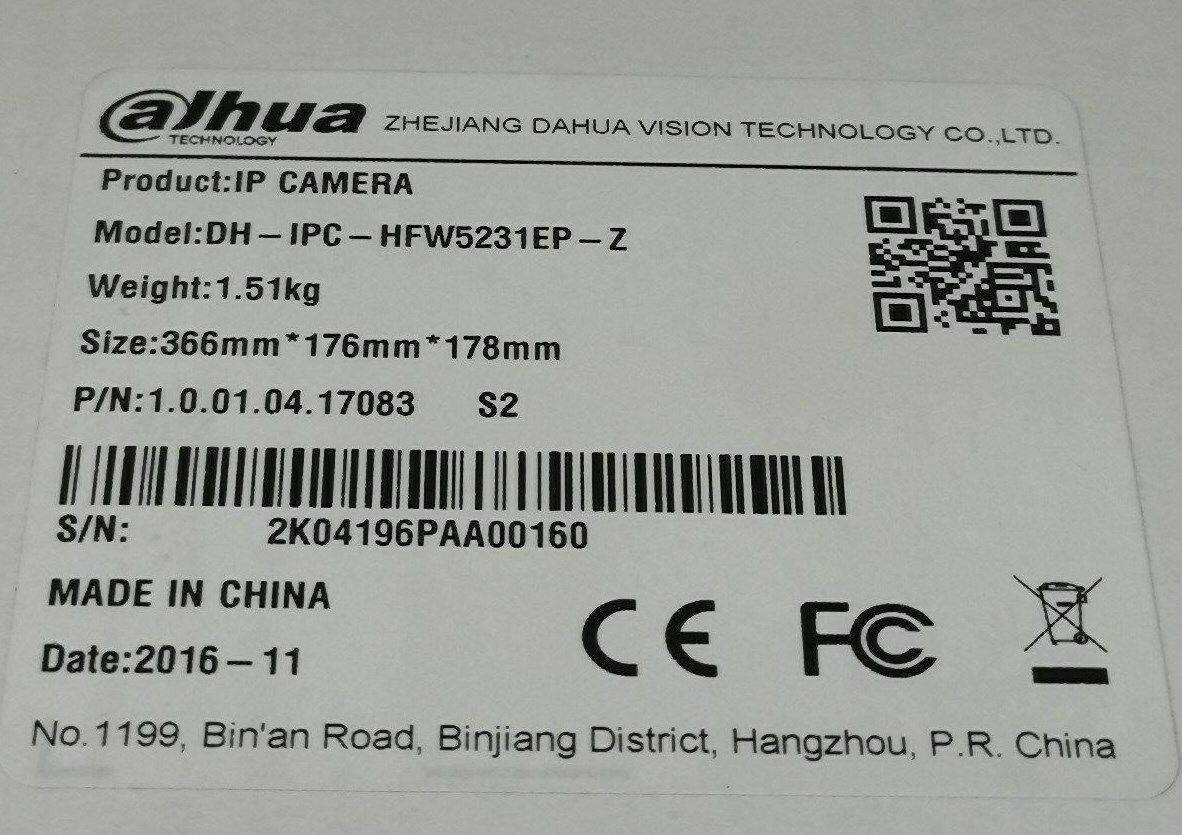 alhua
TECHNOLOGY
ZHEJIANG DAHUA VISION TECHNOLOGY CO.,LTD.
Product:IP CAMERA
Model:DH-IPC-HFW5231EP-Z
Weight:1.51kg
Size:366mm*176mm*178mm
P/N:1.0.01.04.17083 S2
S/N: 2K04196PAA00160
MADE IN CHINA
CE FC
Date:2016-11
No.1199, Bin'an Road, Binjiang District, Hangzhou, P.R. China